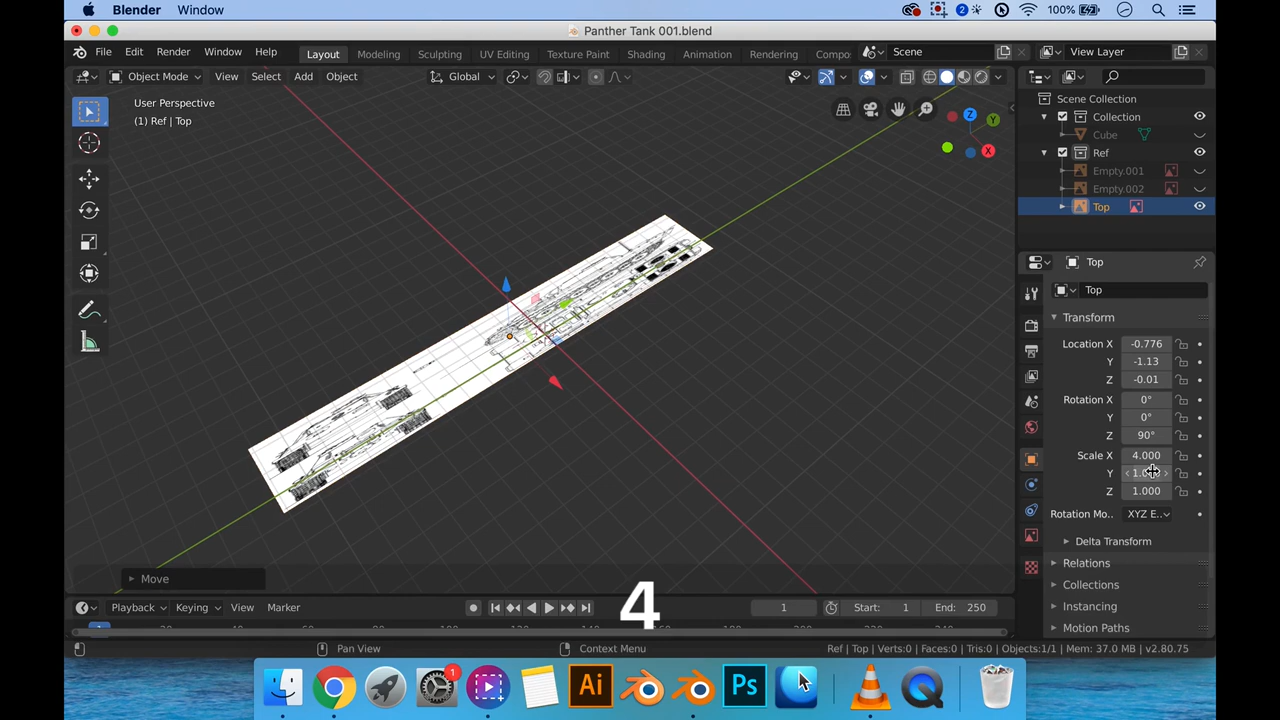 Blender Window 2 100%
Panther Tank 001.blend
File Edit Render Window Help Layout Modeling Sculpting UV Editing Texture Paint Shading Animation Rendering Compo Scene View Layer
Object Mode View Select Add Object Global
User Perspective
(1) Ref | Top
Z Y X
Scene Collection
Collection
Cube
Ref
Empty.001
Empty.002
Top
Top
Top
Transform
Location X -0.776
Y -1.13
Z -0.01
Rotation X 0°
Y 0°
Z 90°
Scale X 4.000
Y
Z 1.000
Rotation Mo.. XYZ E..
Delta Transform
Relations
Collections
Instancing
Motion Paths
Move
4
Playback Keying View Marker 1 Start: 1 End: 250
Pan View Context Menu Ref | Top | Verts:0 | Faces:0 | Tris:0 | Objects:1/1 | Mem: 37.0 MB | v2.80.75
1 Ai Ps